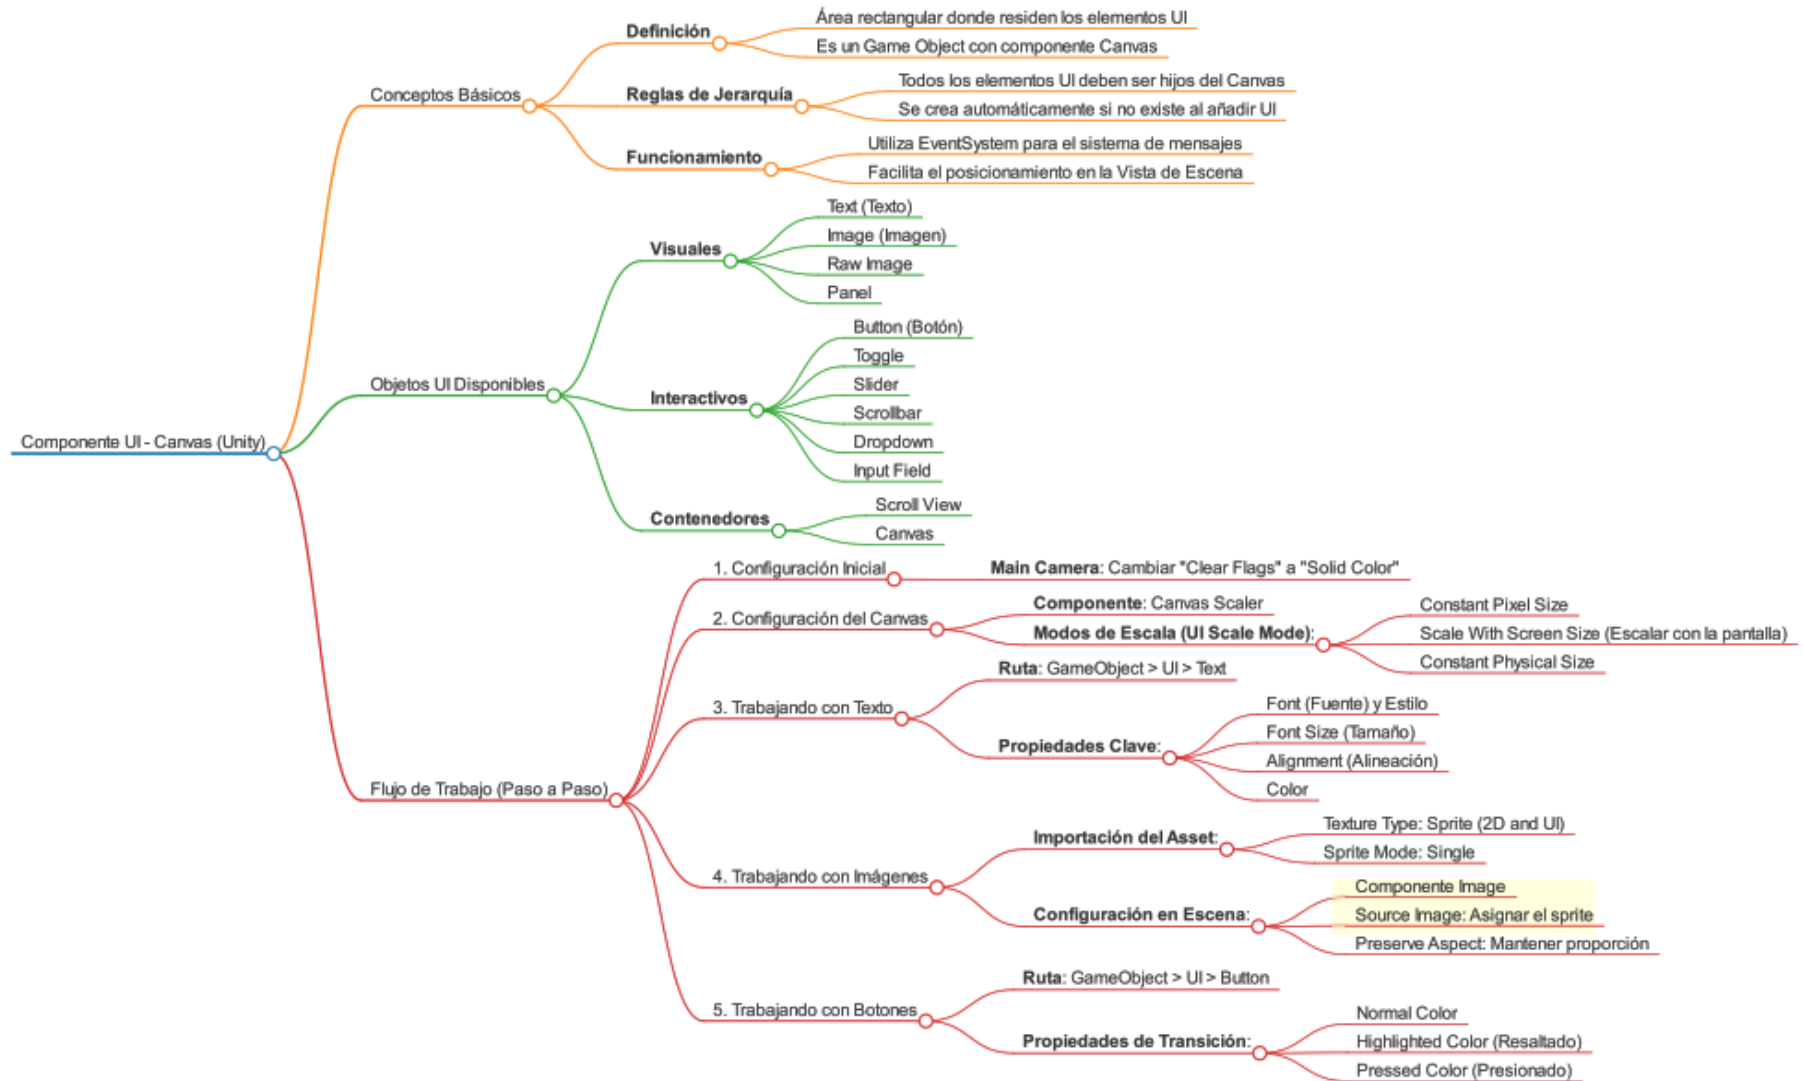 Componente UI - Canvas (Unity)
Conceptos Básicos
Definición
Área rectangular donde residen los elementos UI
Es un Game Object con componente Canvas
Reglas de Jerarquía
Todos los elementos UI deben ser hijos del Canvas
Se crea automáticamente si no existe al añadir UI
Funcionamiento
Utiliza EventSystem para el sistema de mensajes
Facilita el posicionamiento en la Vista de Escena
Objetos UI Disponibles
Visuales
Text (Texto)
Image (Imagen)
Raw Image
Panel
Interactivos
Button (Botón)
Toggle
Slider
Scrollbar
Dropdown
Input Field
Contenedores
Scroll View
Canvas
Flujo de Trabajo (Paso a Paso)
1. Configuración Inicial
Main Camera: Cambiar "Clear Flags" a "Solid Color"
2. Configuración del Canvas
Componente: Canvas Scaler
Modos de Escala (UI Scale Mode):
Constant Pixel Size
Scale With Screen Size (Escalar con la pantalla)
Constant Physical Size
3. Trabajando con Texto
Ruta: GameObject > UI > Text
Propiedades Clave:
Font (Fuente) y Estilo
Font Size (Tamaño)
Alignment (Alineación)
Color
4. Trabajando con Imágenes
Importación del Asset:
Texture Type: Sprite (2D and UI)
Sprite Mode: Single
Configuración en Escena:
Componente Image
Source Image: Asignar el sprite
Preserve Aspect: Mantener proporción
5. Trabajando con Botones
Ruta: GameObject > UI > Button
Propiedades de Transición:
Normal Color
Highlighted Color (Resaltado)
Pressed Color (Presionado)